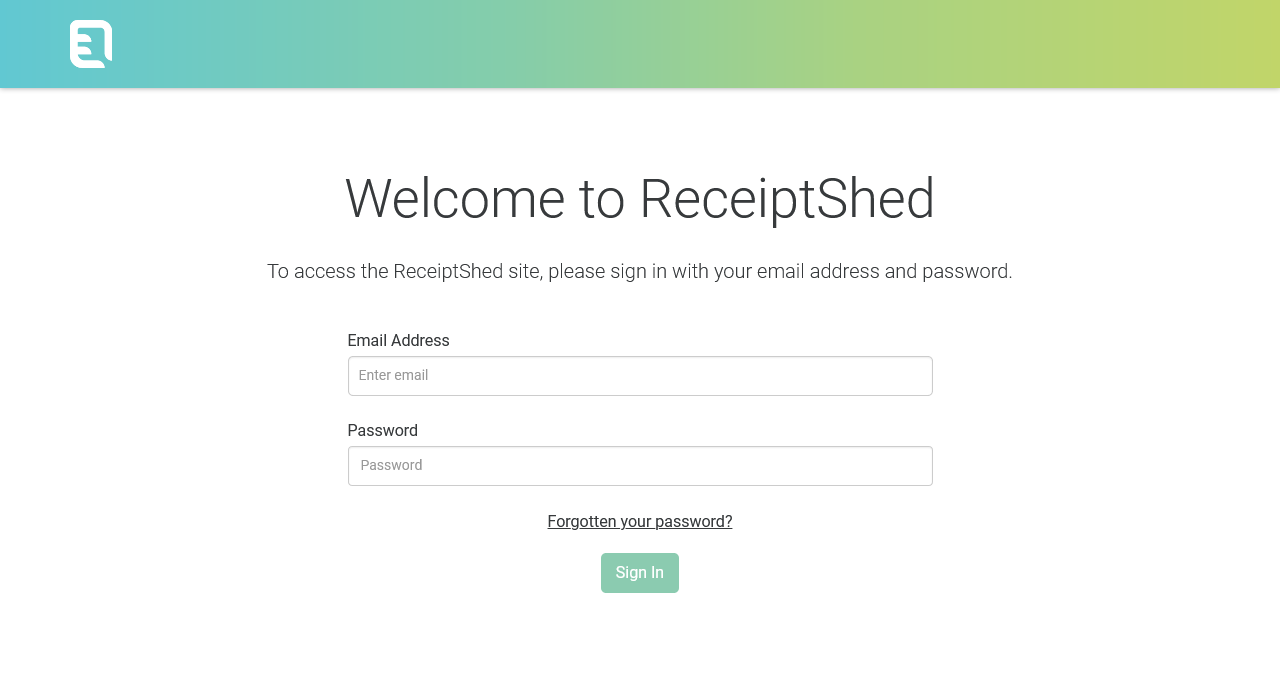 Welcome to ReceiptShed
To access the ReceiptShed site, please sign in with your email address and password.
Email Address
Enter email
Password
Password
Forgotten your password?
Sign In